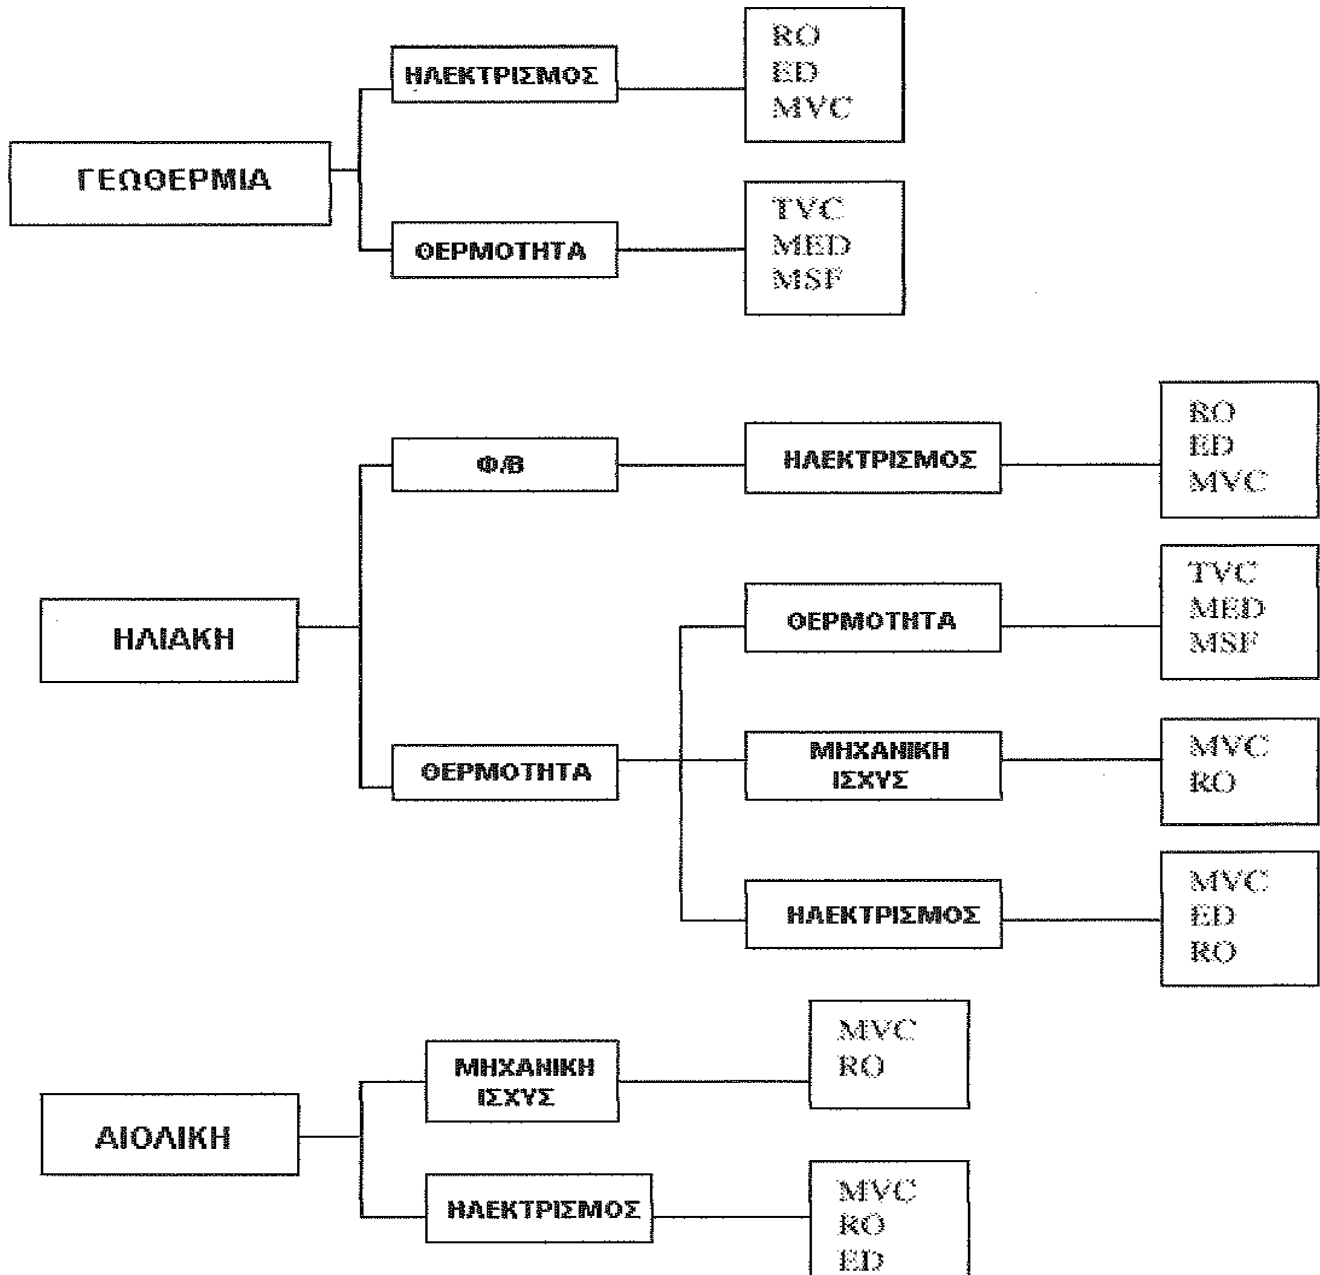 ΓΕΩΘΕΡΜΙΑ
ΗΛΕΚΤΡΙΣΜΟΣ
RO
ED
MVC
ΘΕΡΜΟΤΗΤΑ
TVC
MED
MSF
ΗΛΙΑΚΗ
Φ/Β
ΗΛΕΚΤΡΙΣΜΟΣ
RO
ED
MVC
ΘΕΡΜΟΤΗΤΑ
ΘΕΡΜΟΤΗΤΑ
TVC
MED
MSF
ΜΗΧΑΝΙΚΗ
ΙΣΧΥΣ
MVC
RO
ΗΛΕΚΤΡΙΣΜΟΣ
MVC
ED
RO
ΑΙΟΛΙΚΗ
ΜΗΧΑΝΙΚΗ
ΙΣΧΥΣ
MVC
RO
ΗΛΕΚΤΡΙΣΜΟΣ
MVC
RO
ED